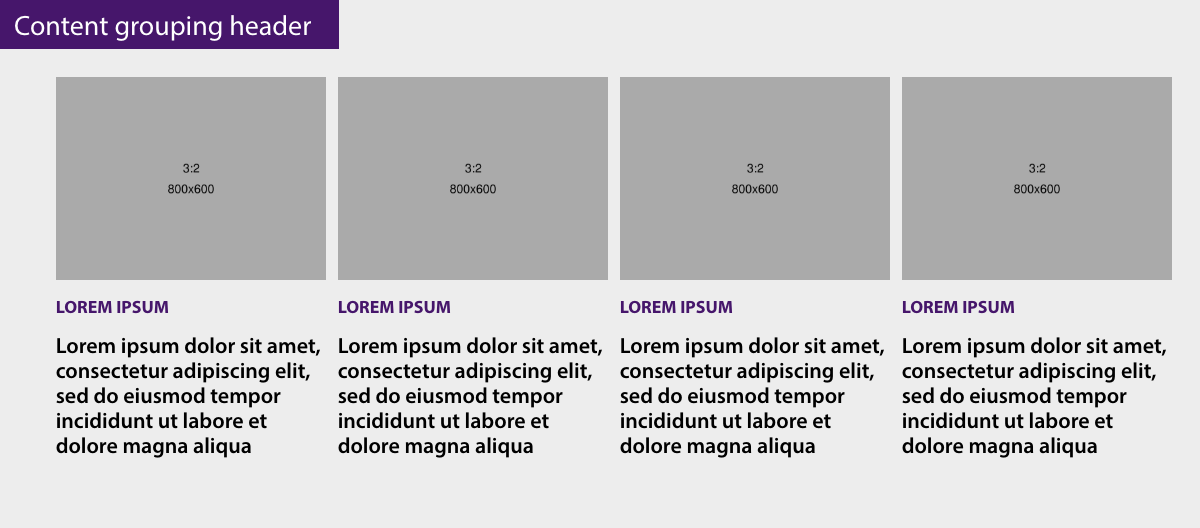 Content grouping header
3:2
800x600
3:2
800x600
3:2
800x600
3:2
800x600
LOREM IPSUM
Lorem ipsum dolor sit amet,
consectetur adipiscing elit,
sed do eiusmod tempor
incididunt ut labore et
dolore magna aliqua
LOREM IPSUM
Lorem ipsum dolor sit amet,
consectetur adipiscing elit,
sed do eiusmod tempor
incididunt ut labore et
dolore magna aliqua
LOREM IPSUM
Lorem ipsum dolor sit amet,
consectetur adipiscing elit,
sed do eiusmod tempor
incididunt ut labore et
dolore magna aliqua
LOREM IPSUM
Lorem ipsum dolor sit amet,
consectetur adipiscing elit,
sed do eiusmod tempor
incididunt ut labore et
dolore magna aliqua